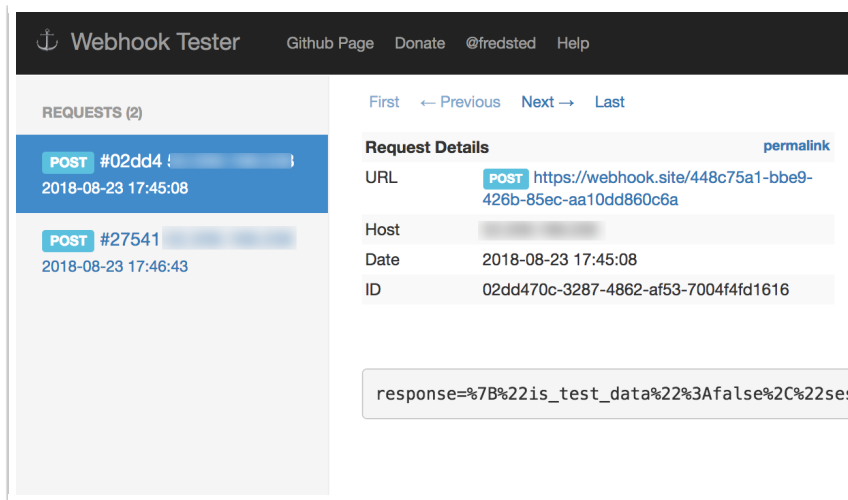 Webhook Tester Github Page Donate @fredsted Help
REQUESTS (2)
POST #02dd4
2018-08-23 17:45:08
POST #27541
2018-08-23 17:46:43
First ← Previous Next → Last
Request Details permalink
URL POST https://webhook.site/448c75a1-bbe9-
426b-85ec-aa10dd860c6a
Host
Date 2018-08-23 17:45:08
ID 02dd470c-3287-4862-af53-7004f4fd1616
response=%7B%22is_test_data%22%3Afalse%2C%22ses